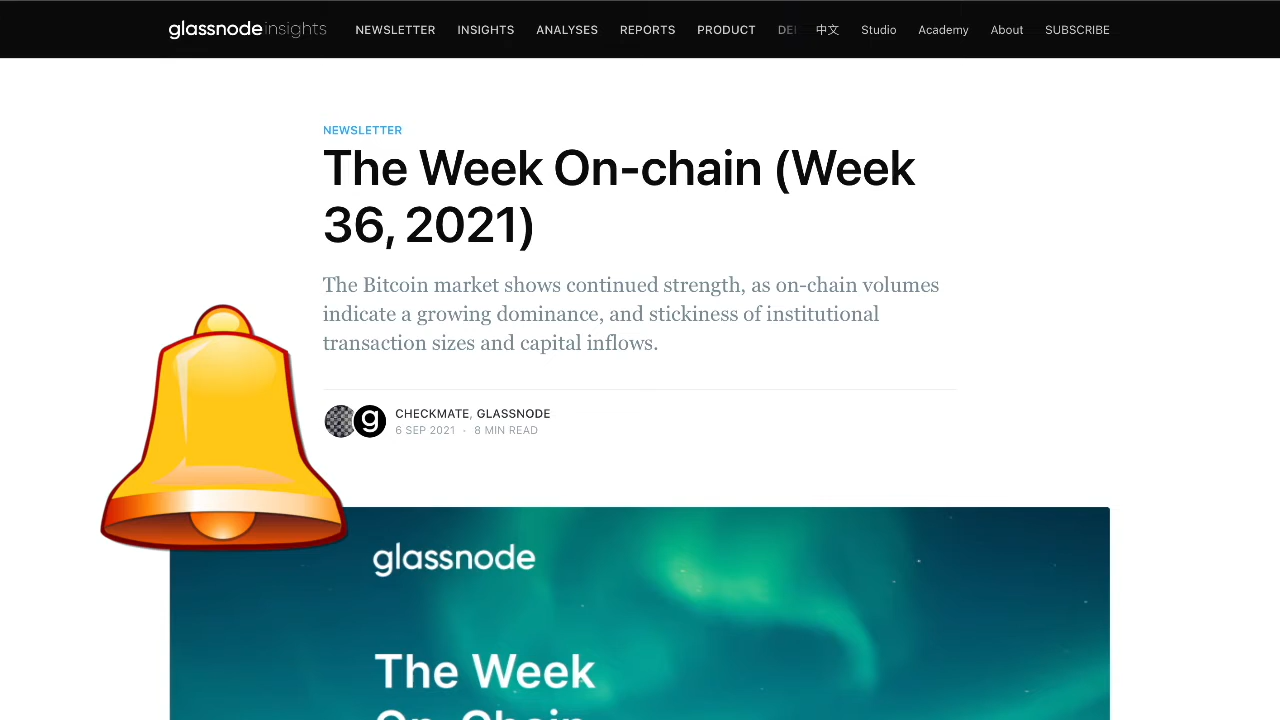 glassnode insights NEWSLETTER INSIGHTS ANALYSES REPORTS PRODUCT 中文 Studio Academy About SUBSCRIBE
NEWSLETTER
The Week On-chain (Week
36, 2021)
The Bitcoin market shows continued strength, as on-chain volumes
indicate a growing dominance, and stickiness of institutional
transaction sizes and capital inflows.
g
CHECKMATE, GLASSNODE
6 SEP 2021 • 8 MIN READ
glassnode
The Week
On-Chain